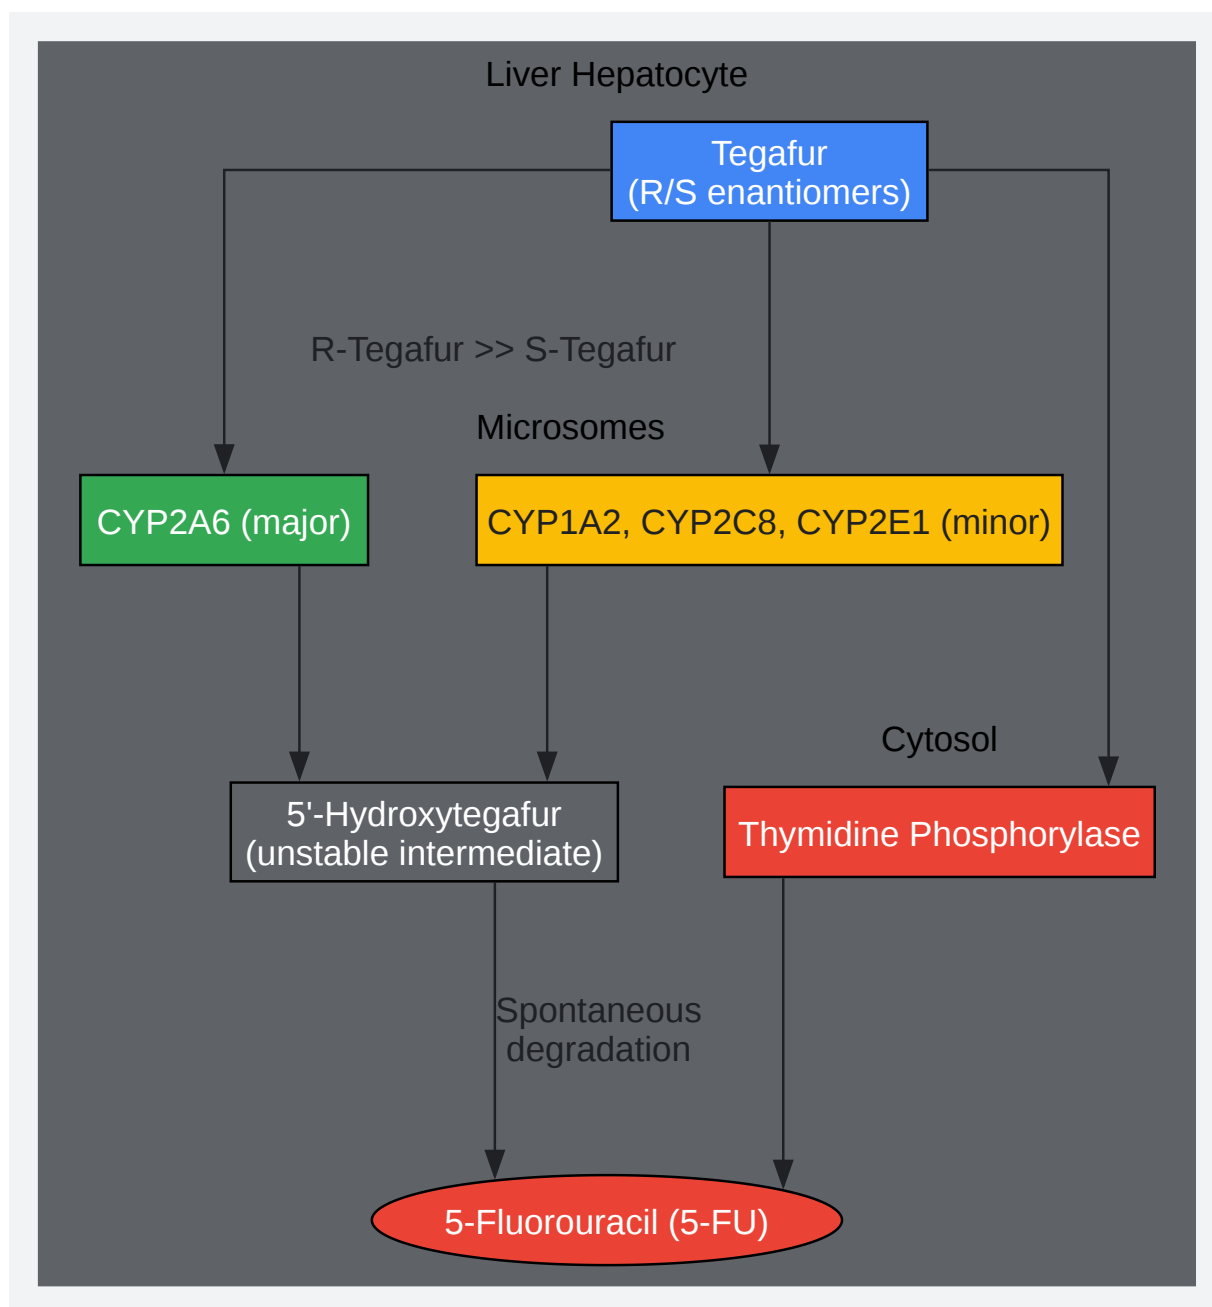 Liver Hepatocyte
Tegafur
(R/S enantiomers)
R-Tegafur >> S-Tegafur
Microsomes
CYP2A6 (major)
CYP1A2, CYP2C8, CYP2E1 (minor)
Cytosol
5'-Hydroxytegafur
(unstable intermediate)
Thymidine Phosphorylase
Spontaneous
degradation
5-Fluorouracil (5-FU)